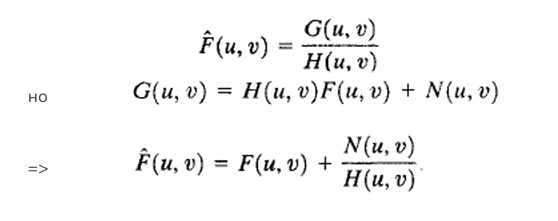 F̂(u, v) = G(u, v) / H(u, v)
но G(u, v) = H(u, v)F(u, v) + N(u, v)
=> F̂(u, v) = F(u, v) + N(u, v) / H(u, v)